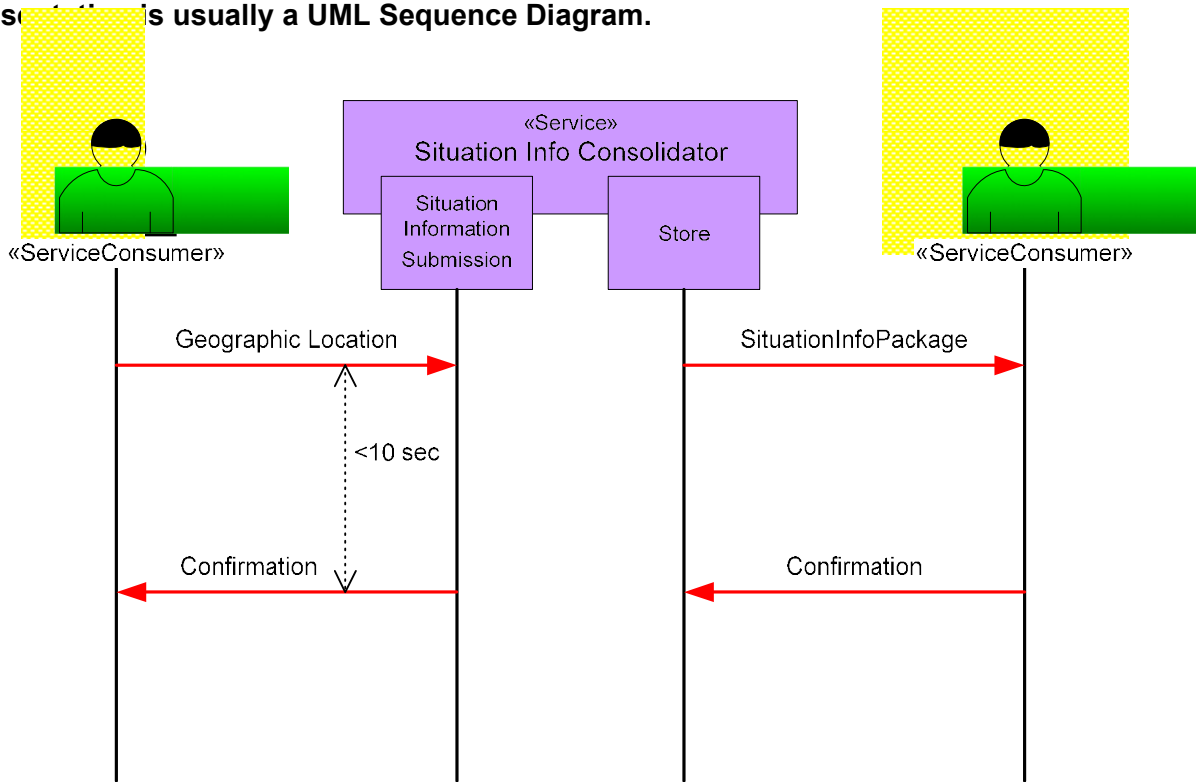 is usually a UML Sequence Diagram.
«Service»
Situation Info Consolidator
Situation
Information
Submission
Store
«ServiceConsumer»
«ServiceConsumer»
Geographic Location
SituationInfoPackage
<10 sec
Confirmation
Confirmation